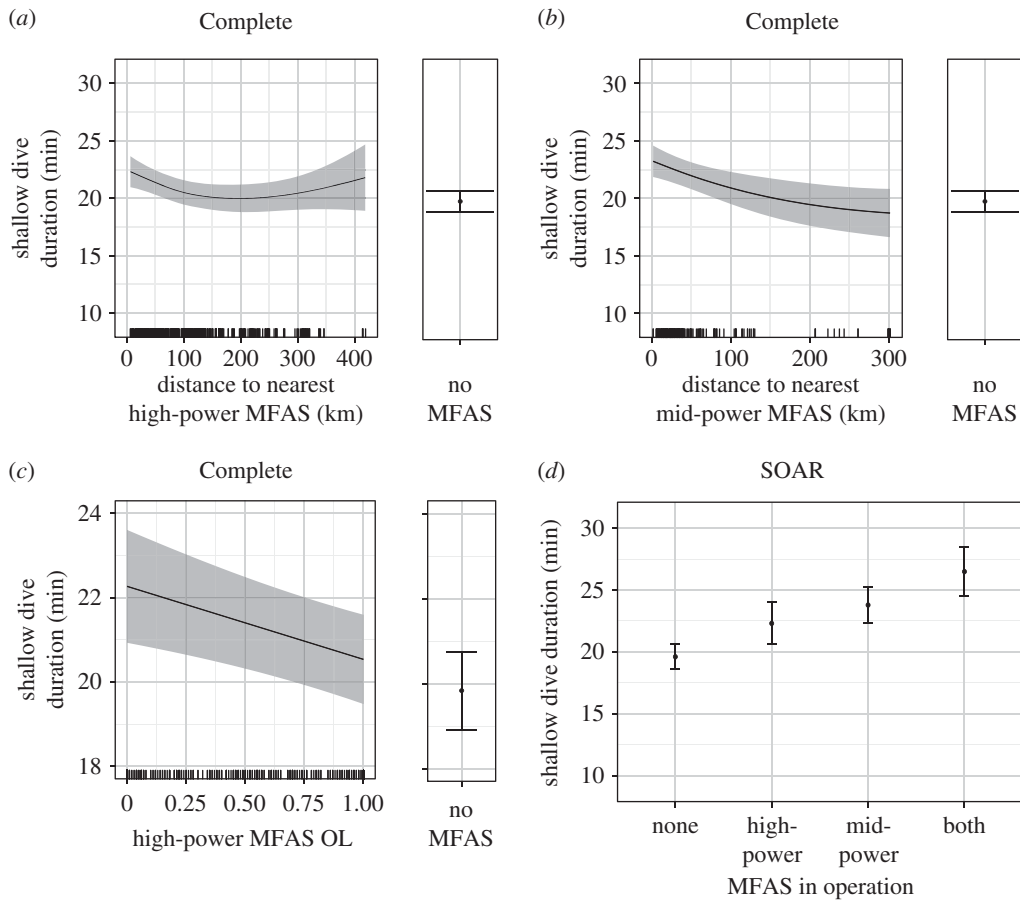 (a)
Complete
shallow dive
duration (min)
30
25
20
15
10
0 100 200 300 400
distance to nearest
high-power MFAS (km)
no
MFAS
(b)
Complete
shallow dive
duration (min)
30
25
20
15
10
0 100 200 300
distance to nearest
mid-power MFAS (km)
no
MFAS
(c)
Complete
shallow dive
duration (min)
24
22
20
18
0 0.25 0.50 0.75 1.00
high-power MFAS OL
no
MFAS
(d)
SOAR
shallow dive duration (min)
30
25
20
15
10
none high- mid- both
power power
MFAS in operation